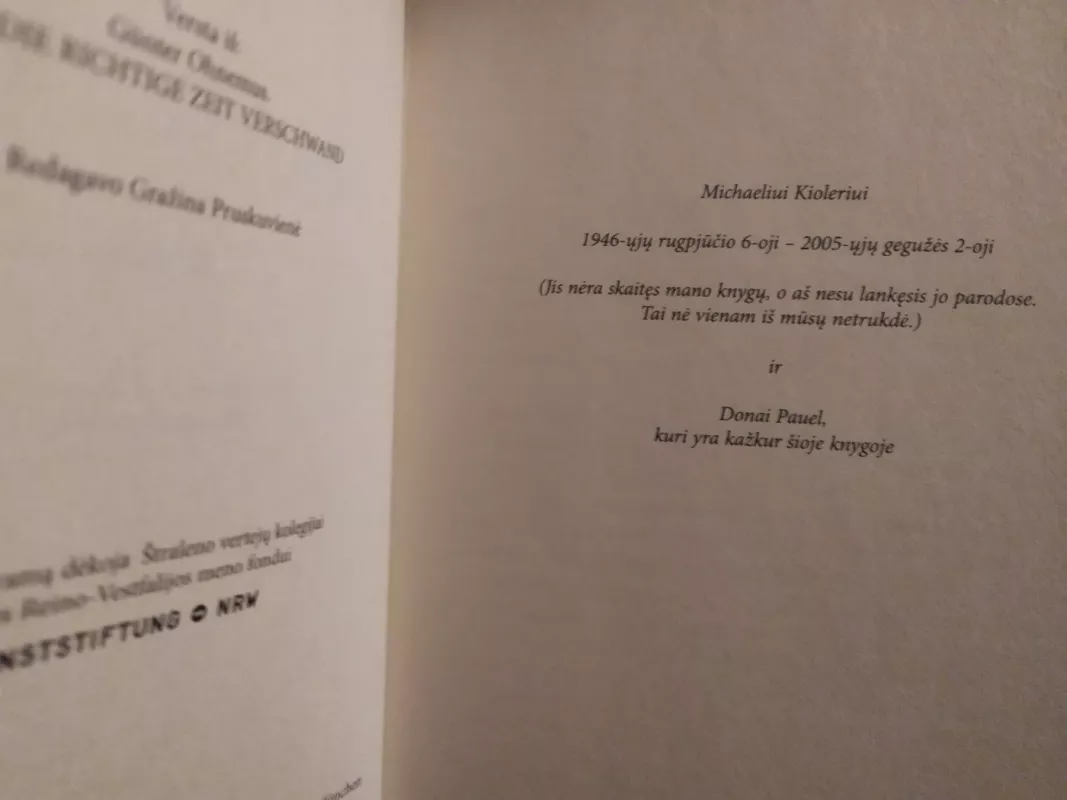 Versta iš:
Günter Ohnemus.
DIE RICHTIGE ZEIT VERSCHWAND
Redagavo Gražina Pruskuvienė
dėkoja Štraleno vertėjų kolegijai
Reino-Vestfalijos meno fondui
NSTSTIFTUNG NRW
Michaeliui Kioleriui
1946-ųjų rugpjūčio 6-oji – 2005-ųjų gegužės 2-oji
(Jis nėra skaitęs mano knygų, o aš nesu lankęsis jo parodose.
Tai nė vienam iš mūsų netrukdė.)
ir
Donai Pauel,
kuri yra kažkur šioje knygoje